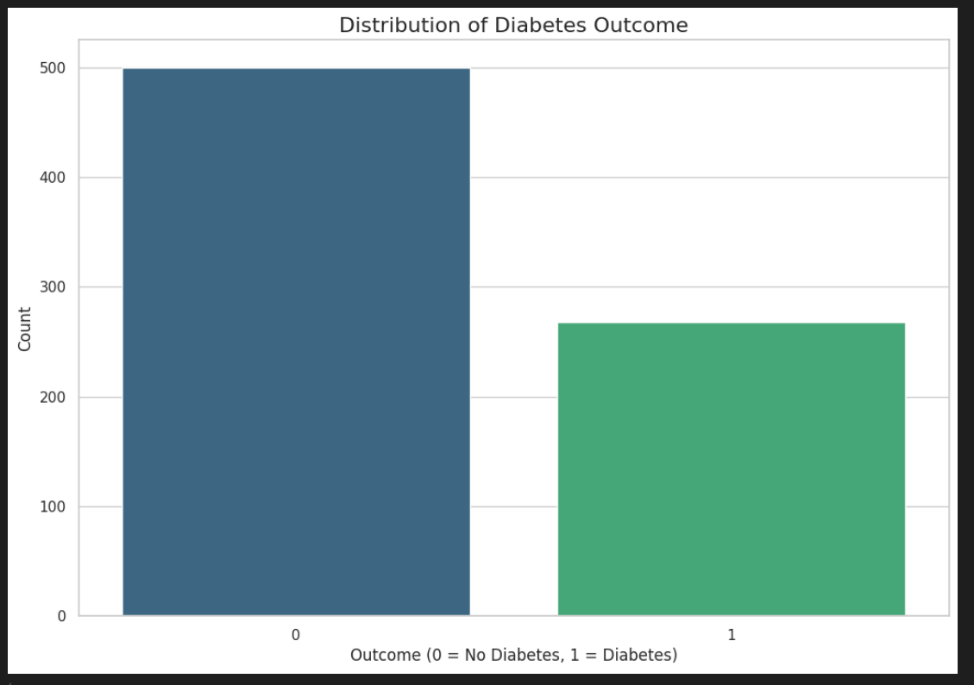 Distribution of Diabetes Outcome
500
400
300
200
100
0
Count
0 1
Outcome (0 = No Diabetes, 1 = Diabetes)